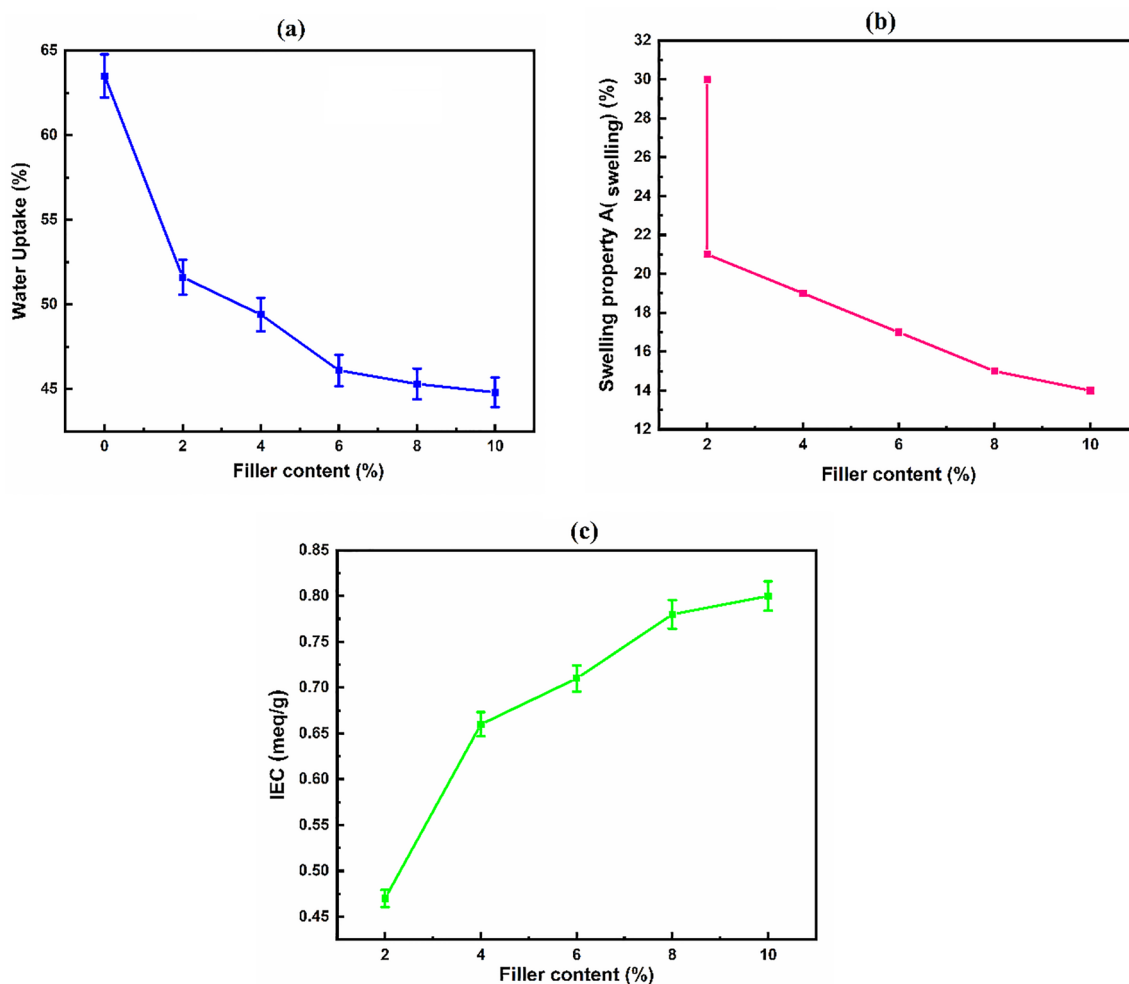 (a)
65
60
55
50
45
Water Uptake (%)
0 2 4 6 8 10
Filler content (%)
(b)
32
30
28
26
24
22
20
18
16
14
12
Swelling property A( swelling) (%)
2 4 6 8 10
Filler content (%)
(c)
0.85
0.80
0.75
0.70
0.65
0.60
0.55
0.50
0.45
IEC (meq/g)
2 4 6 8 10
Filler content (%)